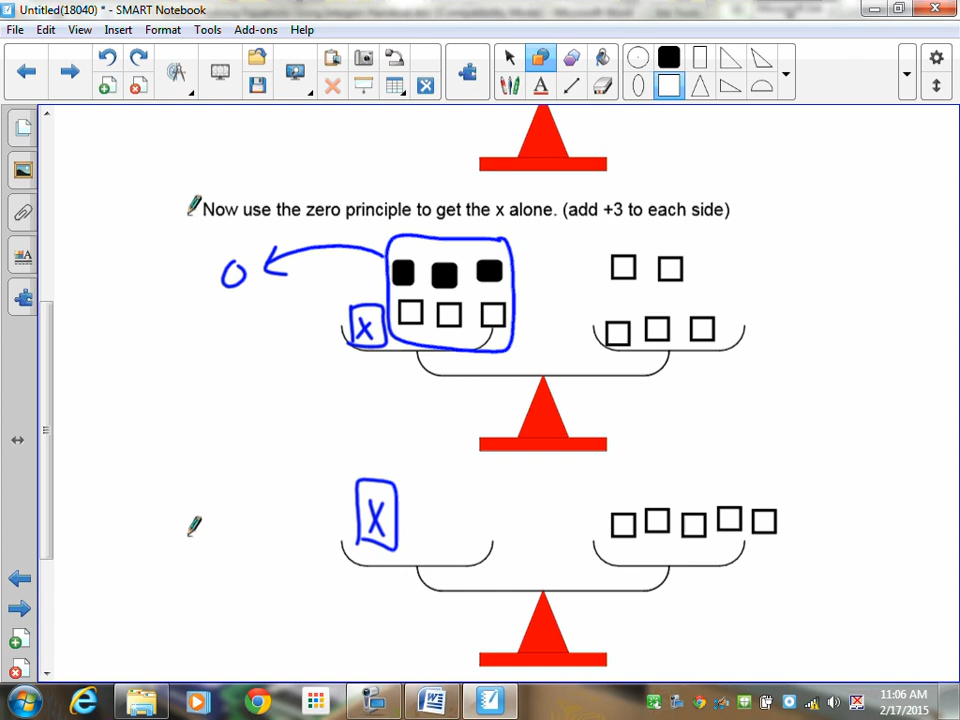 Untitled(18040) * - SMART Notebook
File Edit View Insert Format Tools Add-ons Help
Now use the zero principle to get the x alone. (add +3 to each side)
0
x
X
11:06 AM
2/17/2015